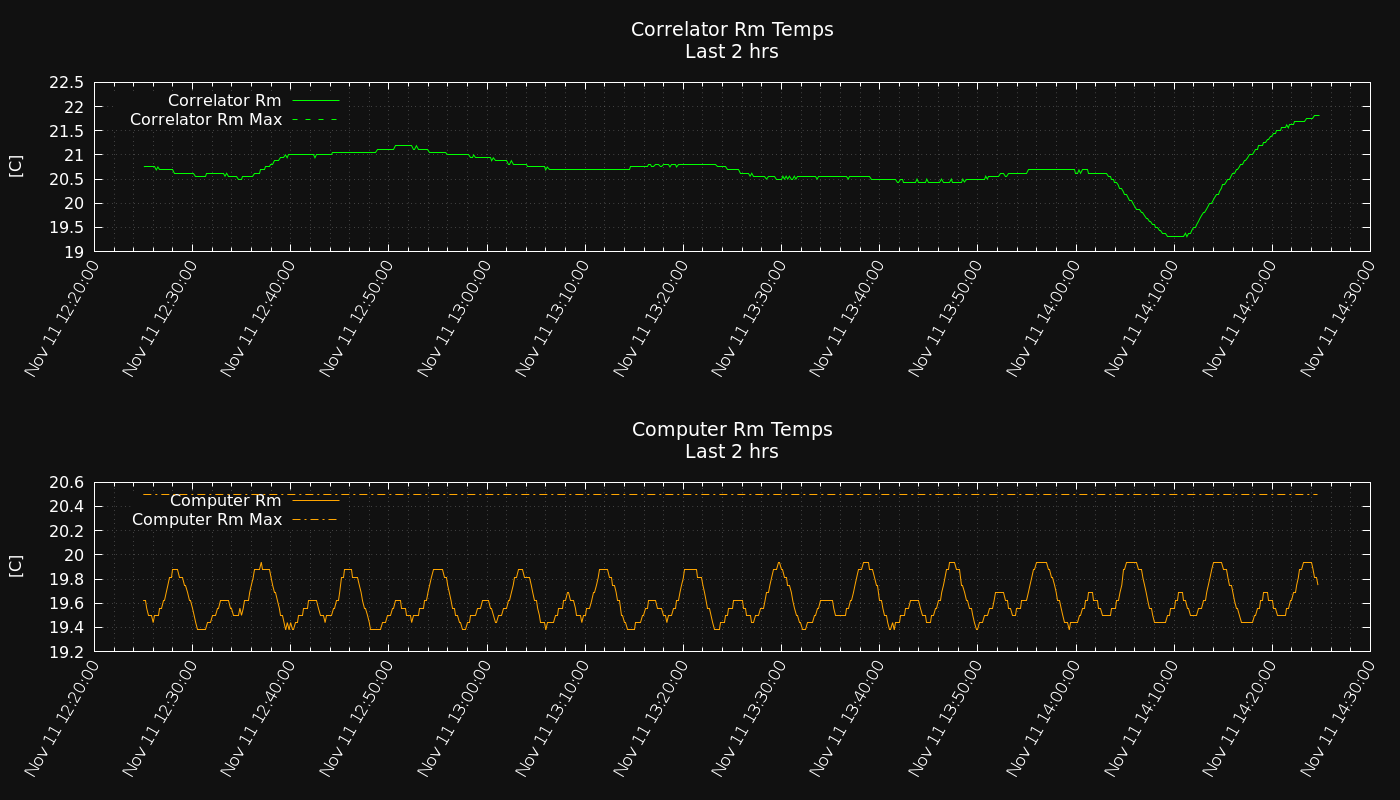 Correlator Rm Temps
Last 2 hrs
22.5
22
21.5
21
20.5
20
19.5
19
[C]
Correlator Rm
Correlator Rm Max
Nov 11 12:20:00
Nov 11 12:30:00
Nov 11 12:40:00
Nov 11 12:50:00
Nov 11 13:00:00
Nov 11 13:10:00
Nov 11 13:20:00
Nov 11 13:30:00
Nov 11 13:40:00
Nov 11 13:50:00
Nov 11 14:00:00
Nov 11 14:10:00
Nov 11 14:20:00
Nov 11 14:30:00
Computer Rm Temps
Last 2 hrs
20.6
20.4
20.2
20
19.8
19.6
19.4
19.2
[C]
Computer Rm
Computer Rm Max
Nov 11 12:20:00
Nov 11 12:30:00
Nov 11 12:40:00
Nov 11 12:50:00
Nov 11 13:00:00
Nov 11 13:10:00
Nov 11 13:20:00
Nov 11 13:30:00
Nov 11 13:40:00
Nov 11 13:50:00
Nov 11 14:00:00
Nov 11 14:10:00
Nov 11 14:20:00
Nov 11 14:30:00